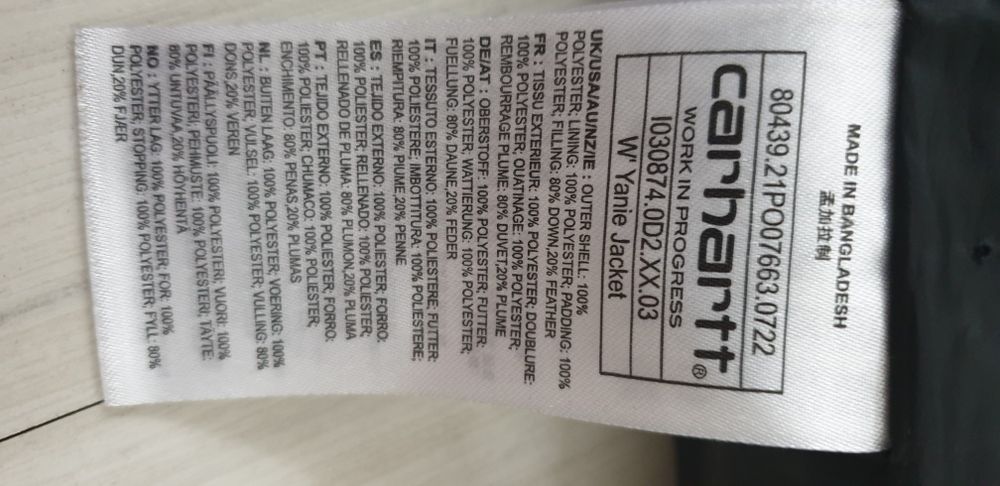 MADE IN BANGLADESH
孟加拉制
80439.21PO007663.0722
carhartt®
WORK IN PROGRESS
I030874.0D2.XX.03
W' Yanie Jacket
UK/USA/AU/NZ/IE : OUTER SHELL: 100%
POLYESTER; LINING: 100% POLYESTER; PADDING: 100%
POLYESTER; FILLING: 80% DOWN,20% FEATHER
FR : TISSU EXTERIEUR: 100% POLYESTER; DOUBLURE:
100% POLYESTER; OUATINAGE: 100% POLYESTER;
REMBOURRAGE PLUME: 80% DUVET,20% PLUME
DE/AT : OBERSTOFF: 100% POLYESTER; FUTTER:
100% POLYESTER; WATTIERUNG: 100% POLYESTER;
FUELLUNG: 80% DAUNE,20% FEDER
IT : TESSUTO ESTERNO: 100% POLIESTERE; FUTTER:
100% POLIESTERE; IMBOTTITURA: 100% POLIESTERE;
RIEMPITURA: 80% PIUME,20% PENNE
ES : TEJIDO EXTERNO: 100% POLIESTER; FORRO:
100% POLIESTER; RELLENADO: 100% POLIESTER;
RELLENADO DE PLUMA: 80% PLUMON,20% PLUMA
PT : TEJIDO EXTERNO: 100% POLIESTER; FORRO:
100% POLIESTER; CHUMAÇO: 100% POLIESTER;
ENCHIMENTO: 80% PENAS,20% PLUMAS
NL : BUITEN LAAG: 100% POLYESTER; VOERING: 100%
POLYESTER; VULSEL: 100% POLYESTER; VULLING: 80%
DONS,20% VEREN
FI : PÄÄLLYSPUOLI: 100% POLYESTERI; VUORI: 100%
POLYESTERI; PEHMUSTE: 100% POLYESTERI; TÄYTE:
80% UNTUVAA,20% HÖYHENTÄ
NO : YTTER LAG: 100% POLYESTER; FOR: 100%
POLYESTER; STOPPING: 100% POLYESTER; FYLL: 80%
DUN,20% FJÆR